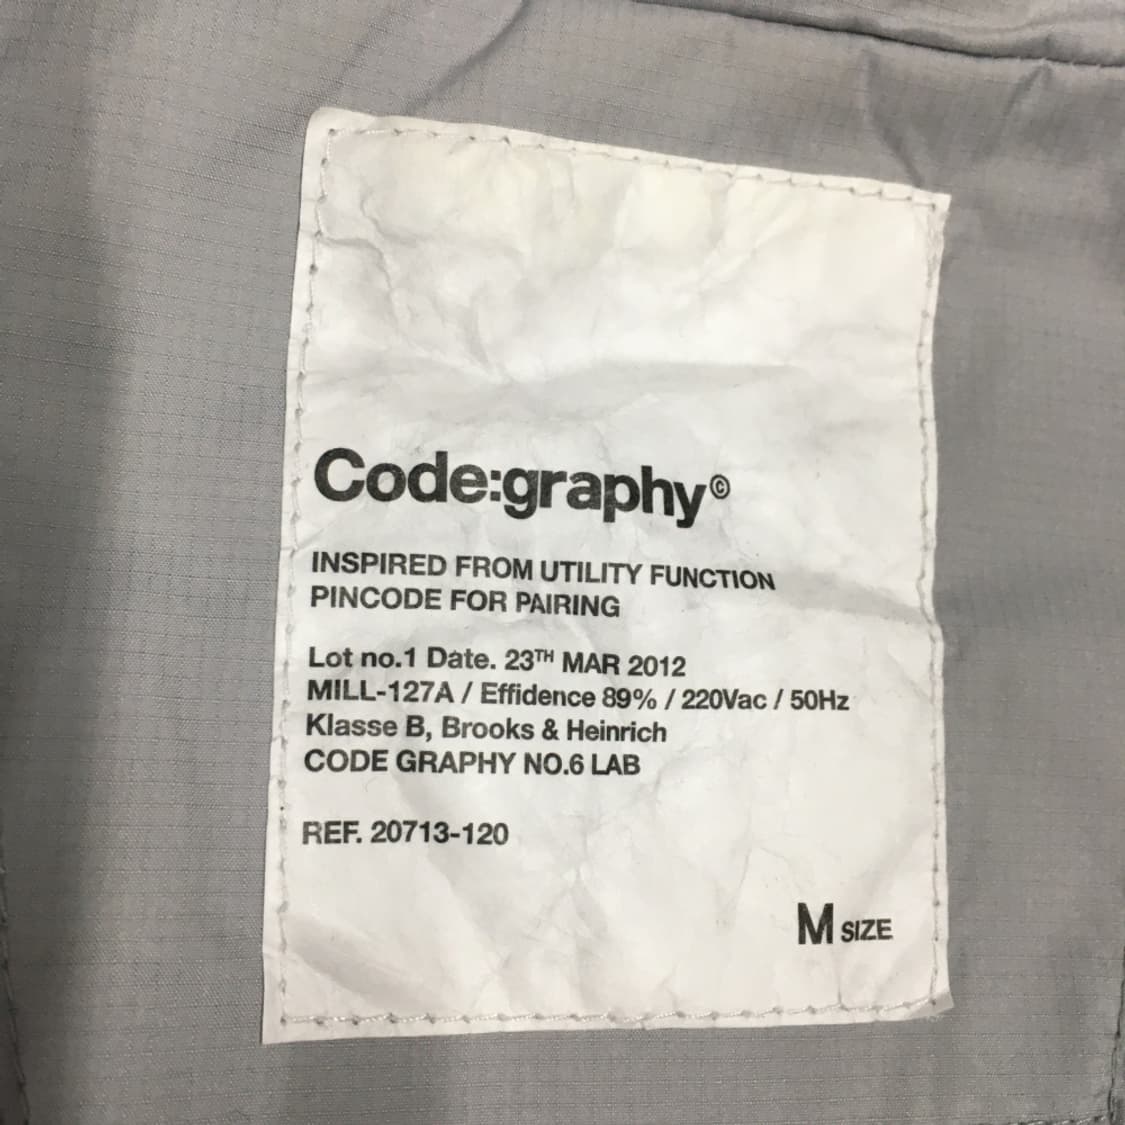 Code:graphy©
INSPIRED FROM UTILITY FUNCTION
PINCODE FOR PAIRING
Lot no.1 Date. 23TH MAR 2012
MILL-127A / Effidence 89% / 220Vac / 50Hz
Klasse B, Brooks & Heinrich
CODE GRAPHY NO.6 LAB
REF. 20713-120
M SIZE